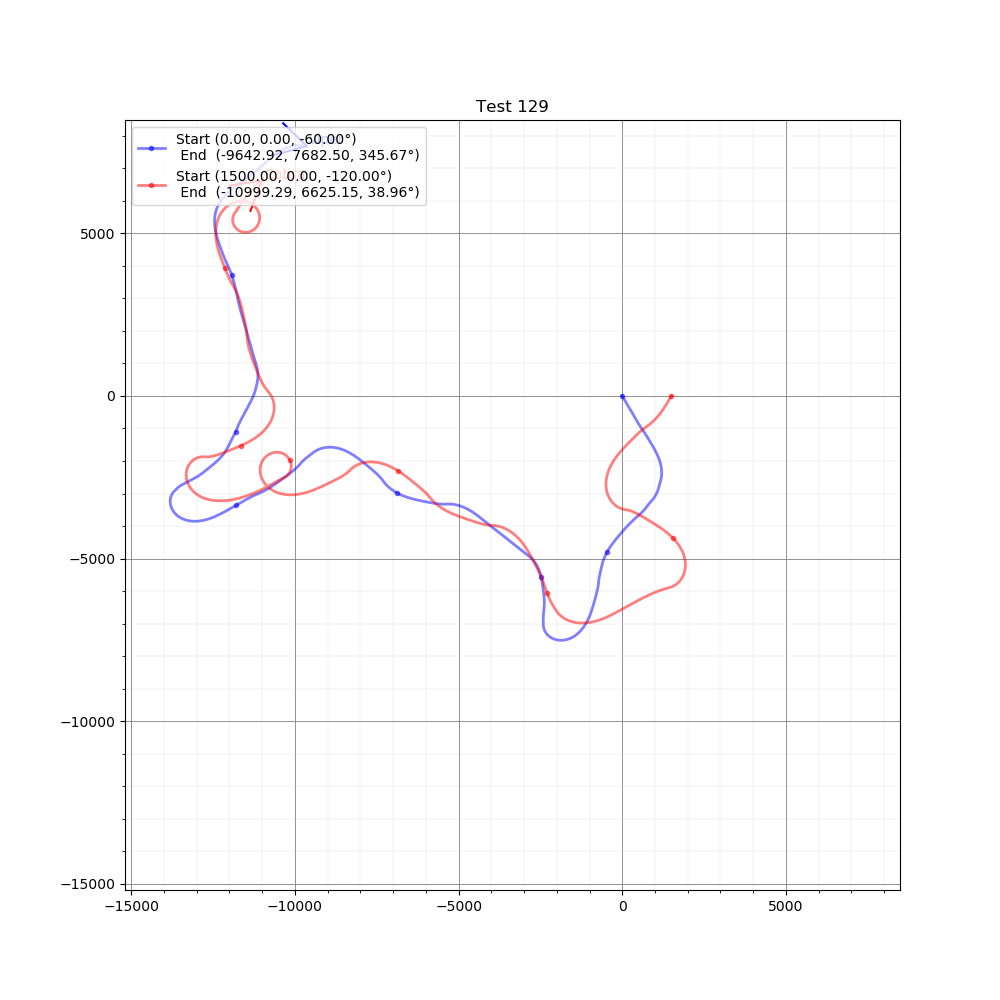 Test 129
Start (0.00, 0.00, -60.00°)
End (-9642.92, 7682.50, 345.67°)
Start (1500.00, 0.00, -120.00°)
End (-10999.29, 6625.15, 38.96°)
5000
0
−5000
−10000
−15000
−15000 −10000 −5000 0 5000